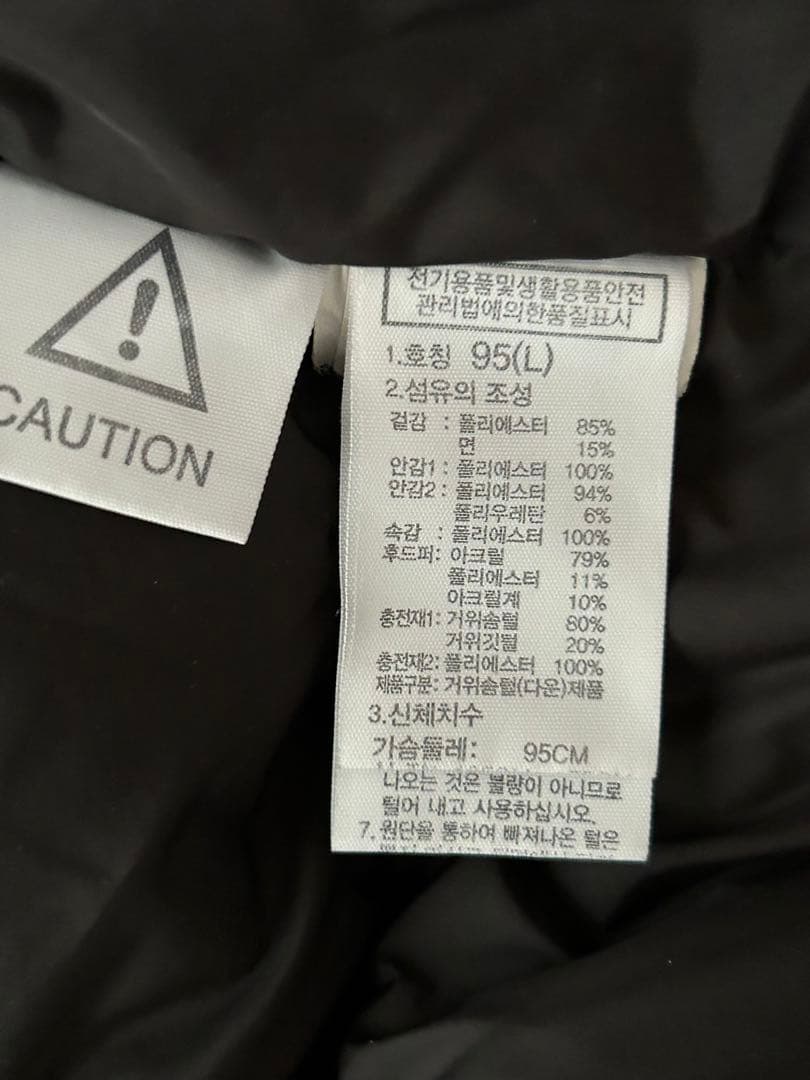 CAUTION
전기용품및생활용품안전
관리법에의한품질표시
1.호칭 95(L)
2.섬유의 조성
겉감 : 폴리에스터 85%
면 15%
안감1 : 폴리에스터 100%
안감2 : 폴리에스터 94%
폴리우레탄 6%
속감 : 폴리에스터 100%
후드퍼: 아크릴 79%
폴리에스터 11%
아크릴계 10%
충전재1: 거위솜털 80%
거위깃털 20%
충전재2: 폴리에스터 100%
제품구분: 거위솜털(다운)제품
3.신체치수
가슴둘레: 95CM
나오는 것은 불량이 아니므로
털어 내고 사용하십시오.
7. 원단을 통하여 빠져나온 털은